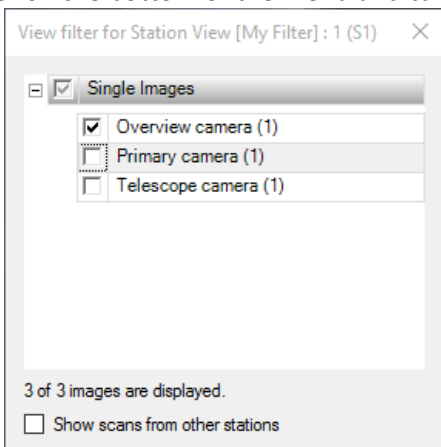 View filter for Station View [My Filter] : 1 (S1)
Single Images
Overview camera (1)
Primary camera (1)
Telescope camera (1)
3 of 3 images are displayed.
Show scans from other stations